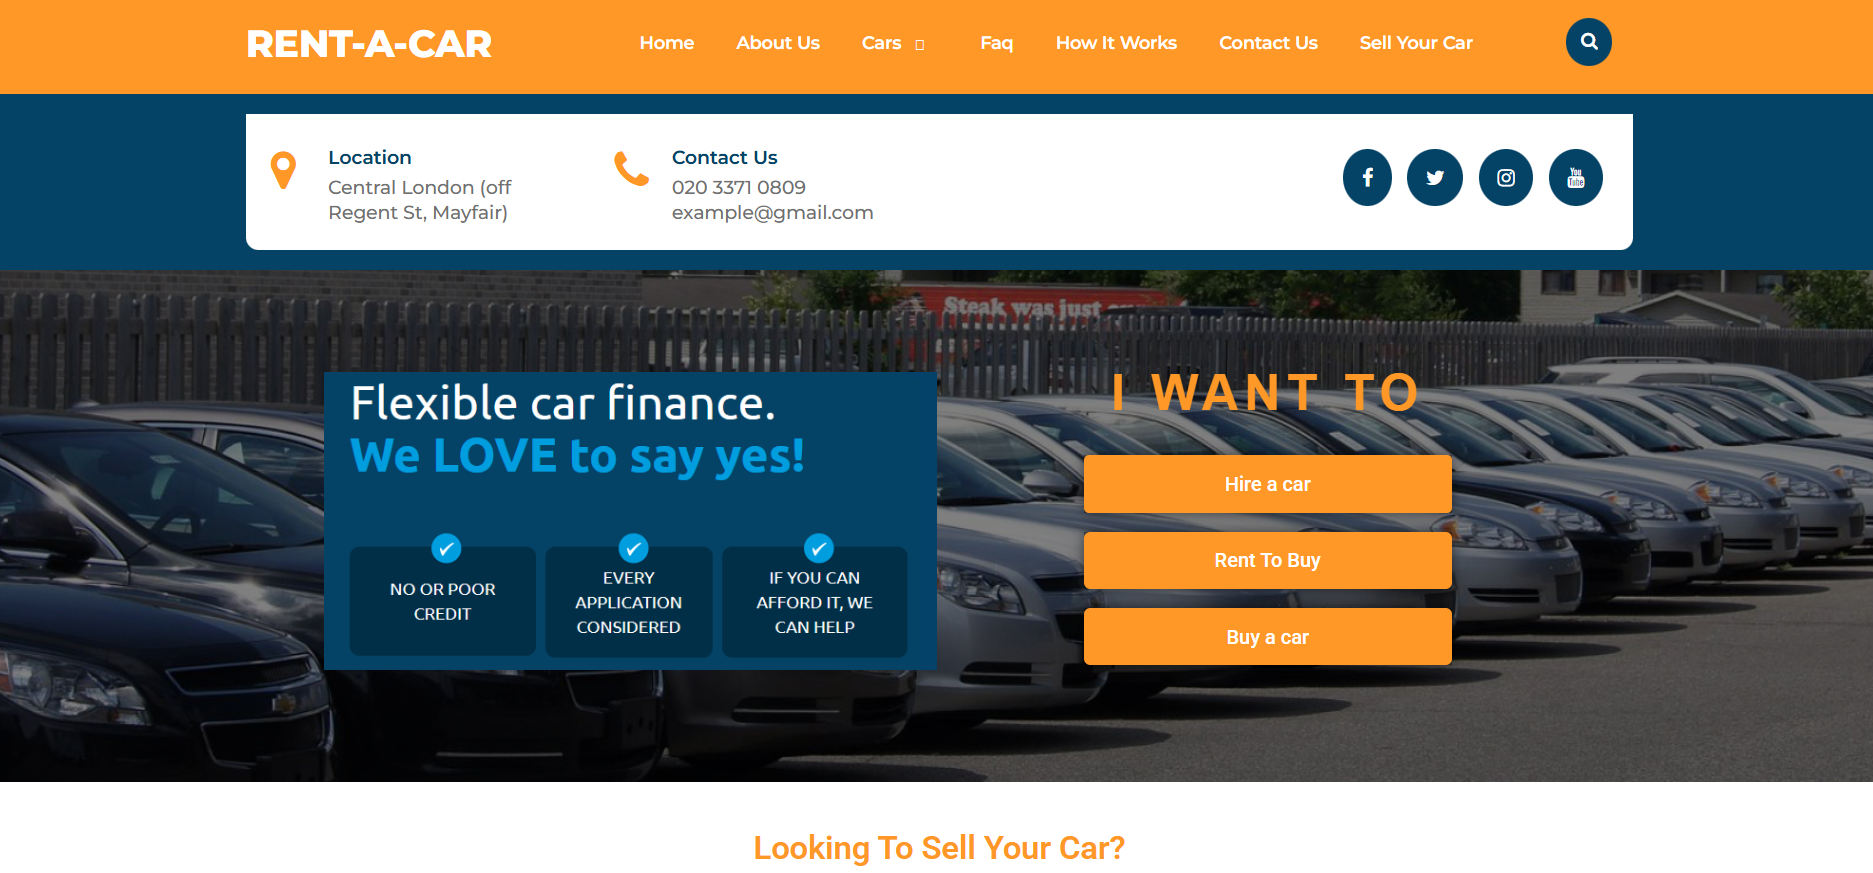 RENT-A-CAR
Home
About Us
Cars
Faq
How It Works
Contact Us
Sell Your Car
Location
Central London (off
Regent St, Mayfair)
Contact Us
020 3371 0809
example@gmail.com
You
Tube
Steak was just
Flexible car finance.
We LOVE to say yes!
NO OR POOR
CREDIT
EVERY
APPLICATION
CONSIDERED
IF YOU CAN
AFFORD IT, WE
CAN HELP
I WANT TO
Hire a car
Rent To Buy
Buy a car
Looking To Sell Your Car?